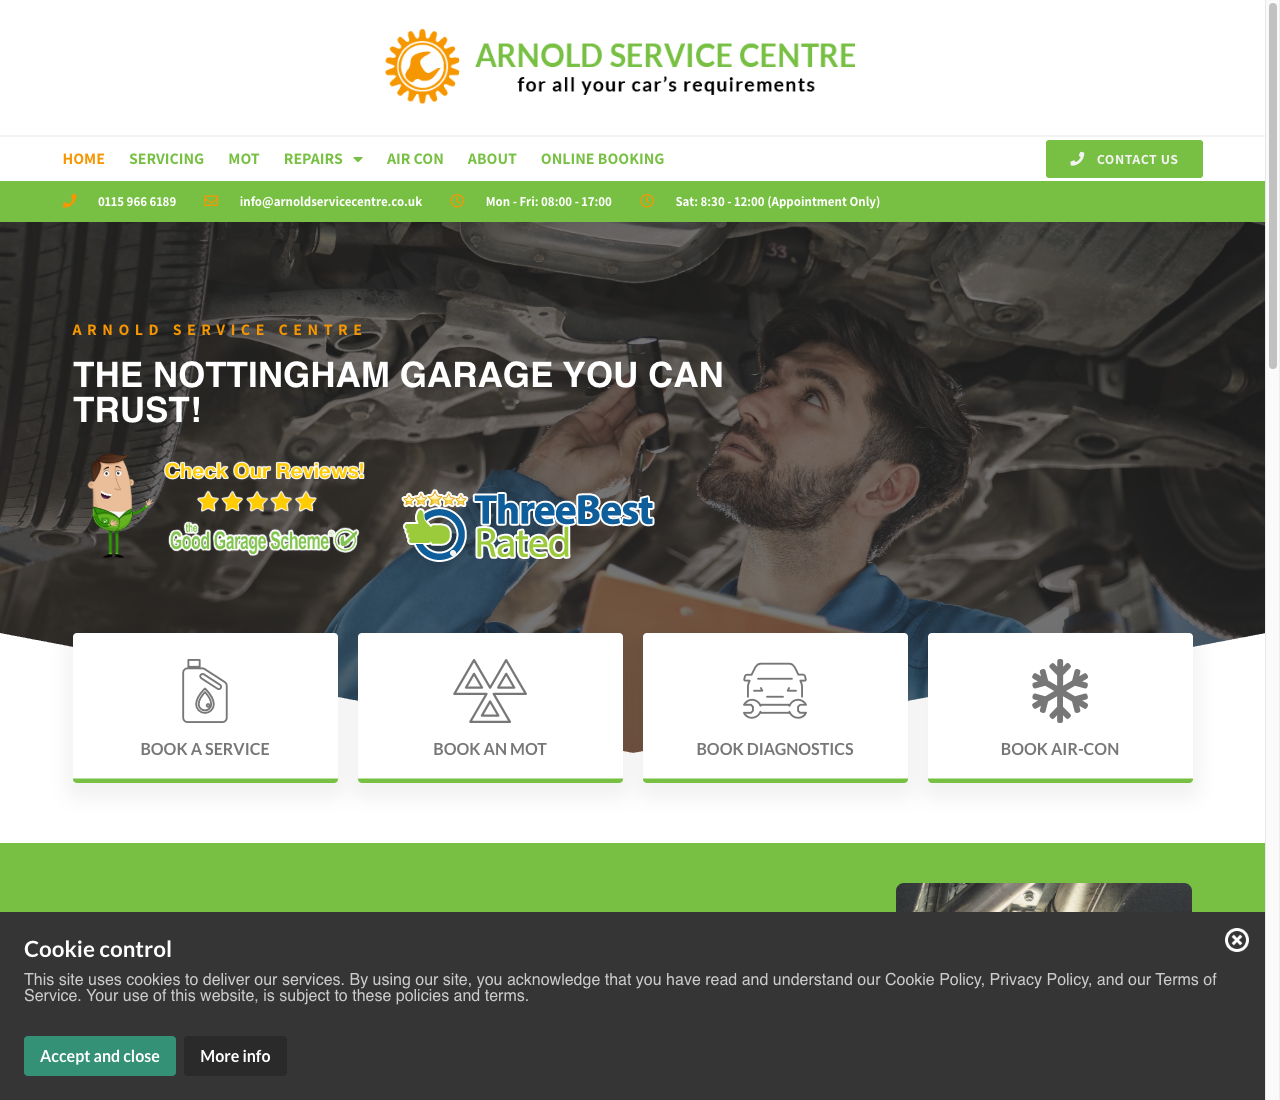 ARNOLD SERVICE CENTRE
for all your car's requirements
HOME SERVICING MOT REPAIRS AIR CON ABOUT ONLINE BOOKING CONTACT US
0115 966 6189 info@arnoldservicecentre.co.uk Mon - Fri: 08:00 - 17:00 Sat: 8:30 - 12:00 (Appointment Only)
ARNOLD SERVICE CENTRE
THE NOTTINGHAM GARAGE YOU CAN
TRUST!
Check Our Reviews!
the
Good Garage Scheme
ThreeBest
Rated
BOOK A SERVICE BOOK AN MOT BOOK DIAGNOSTICS BOOK AIR-CON
Cookie control
This site uses cookies to deliver our services. By using our site, you acknowledge that you have read and understand our Cookie Policy, Privacy Policy, and our Terms of
Service. Your use of this website, is subject to these policies and terms.
Accept and close More info